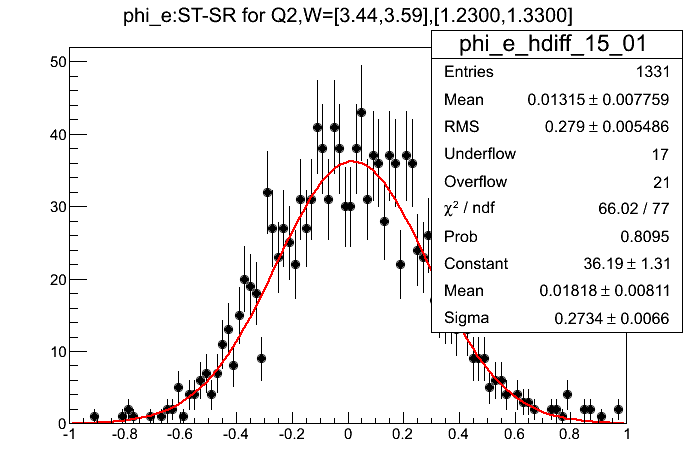 phi_e:ST-SR for Q2,W=[3.44,3.59],[1.2300,1.3300]
phi_e_hdiff_15_01
Entries 1331
Mean 0.01315 ± 0.007759
RMS 0.279 ± 0.005486
Underflow 17
Overflow 21
χ² / ndf 66.02 / 77
Prob 0.8095
Constant 36.19 ± 1.31
Mean 0.01818 ± 0.00811
Sigma 0.2734 ± 0.0066
50
40
30
20
10
0
-1 -0.8 -0.6 -0.4 -0.2 0 0.2 0.4 0.6 0.8 1